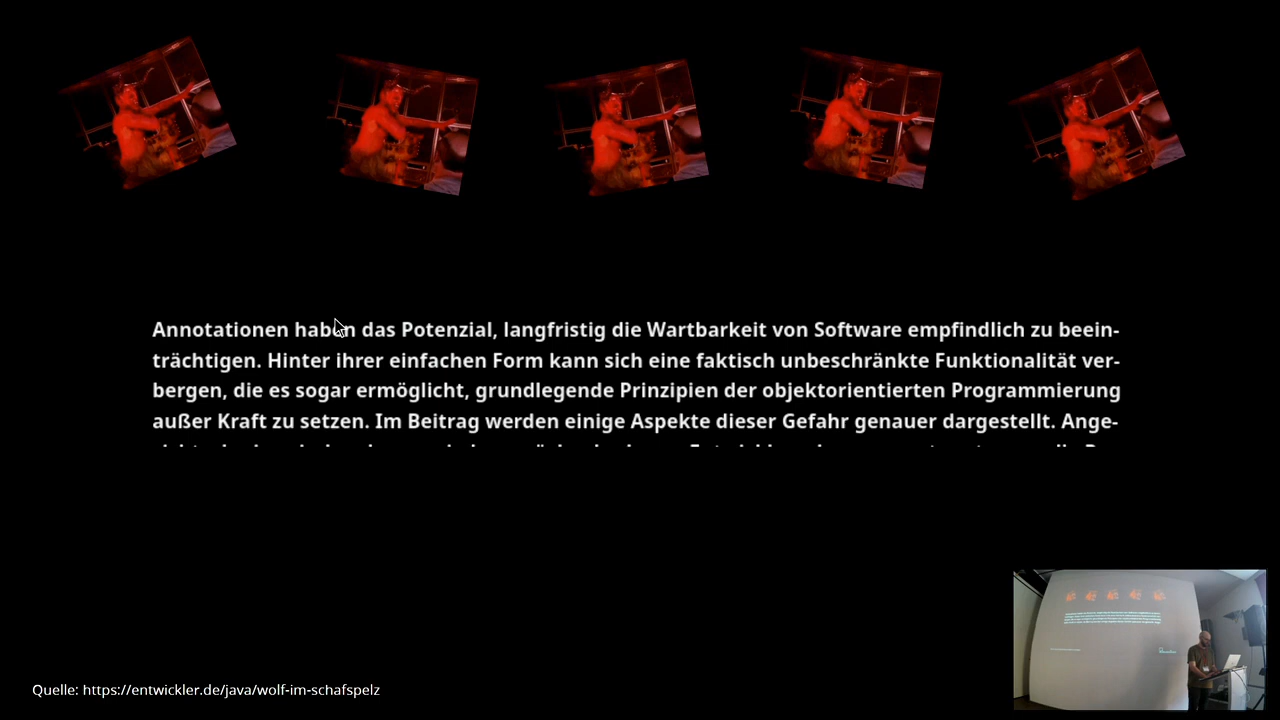 Annotationen haben das Potenzial, langfristig die Wartbarkeit von Software empfindlich zu beein-
trächtigen. Hinter ihrer einfachen Form kann sich eine faktisch unbeschränkte Funktionalität ver-
bergen, die es sogar ermöglicht, grundlegende Prinzipien der objektorientierten Programmierung
außer Kraft zu setzen. Im Beitrag werden einige Aspekte dieser Gefahr genauer dargestellt. Ange-
Quelle: https://entwickler.de/java/wolf-im-schafspelz